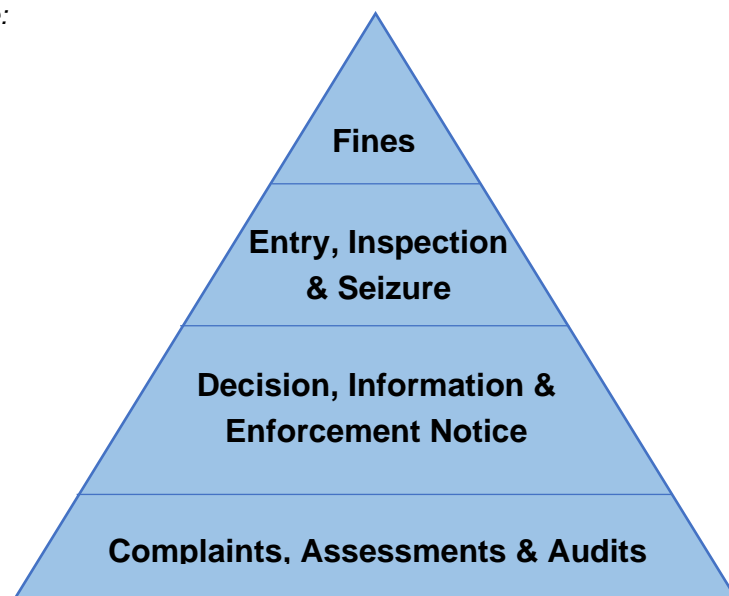 Fines
Entry, Inspection
& Seizure
Decision, Information &
Enforcement Notice
Complaints, Assessments & Audits